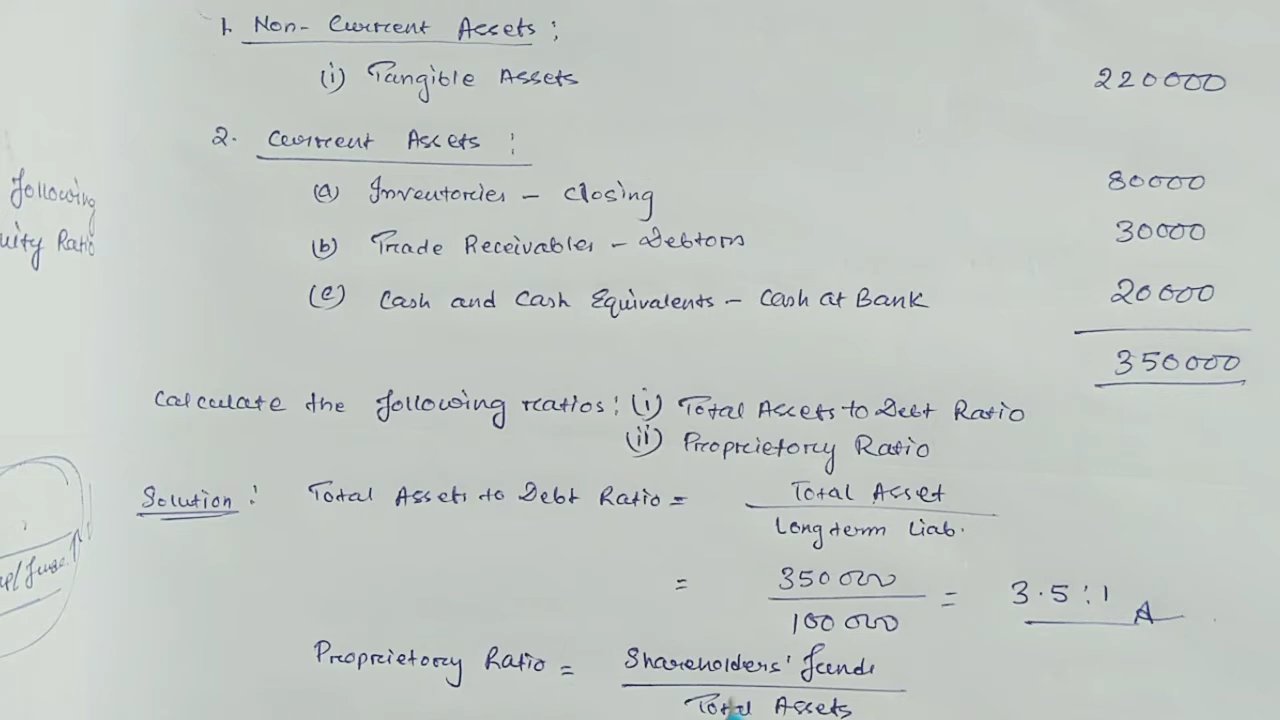 1. Non-Current Assets:
(i) Tangible Assets 220000
2. Current Assets:
(a) Inventories - Closing 80000
(b) Trade Receivables - Debtors 30000
(c) Cash and Cash Equivalents - Cash at Bank 20000
350000
following
uity Ratio
Calculate the following ratios: (i) Total Assets to Debt Ratio
(ii) Proprietory Ratio
Solution: Total Assets to Debt Ratio = Total Asset
Long term Liab.
= 350000 = 3.5:1 A
100000
Proprietory Ratio = Shareholders' funds
Total Assets